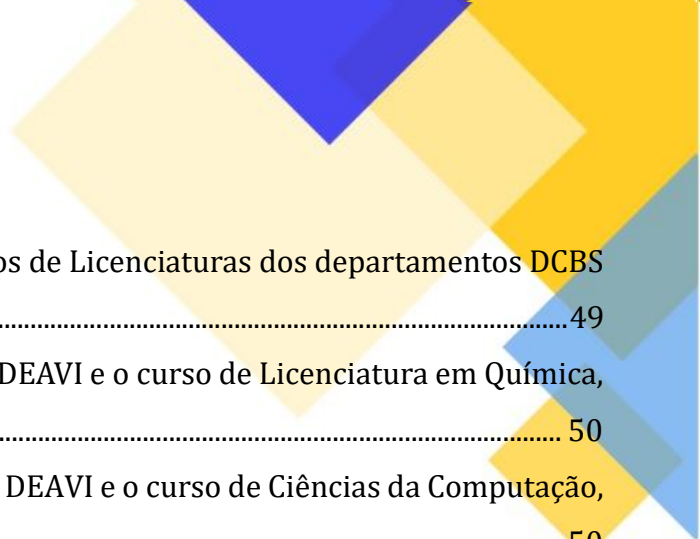 os de Licenciaturas dos departamentos DCBS
........................................................................................................49
DEAVI e o curso de Licenciatura em Química,
........................................................................................................ 50
DEAVI e o curso de Ciências da Computação,
50